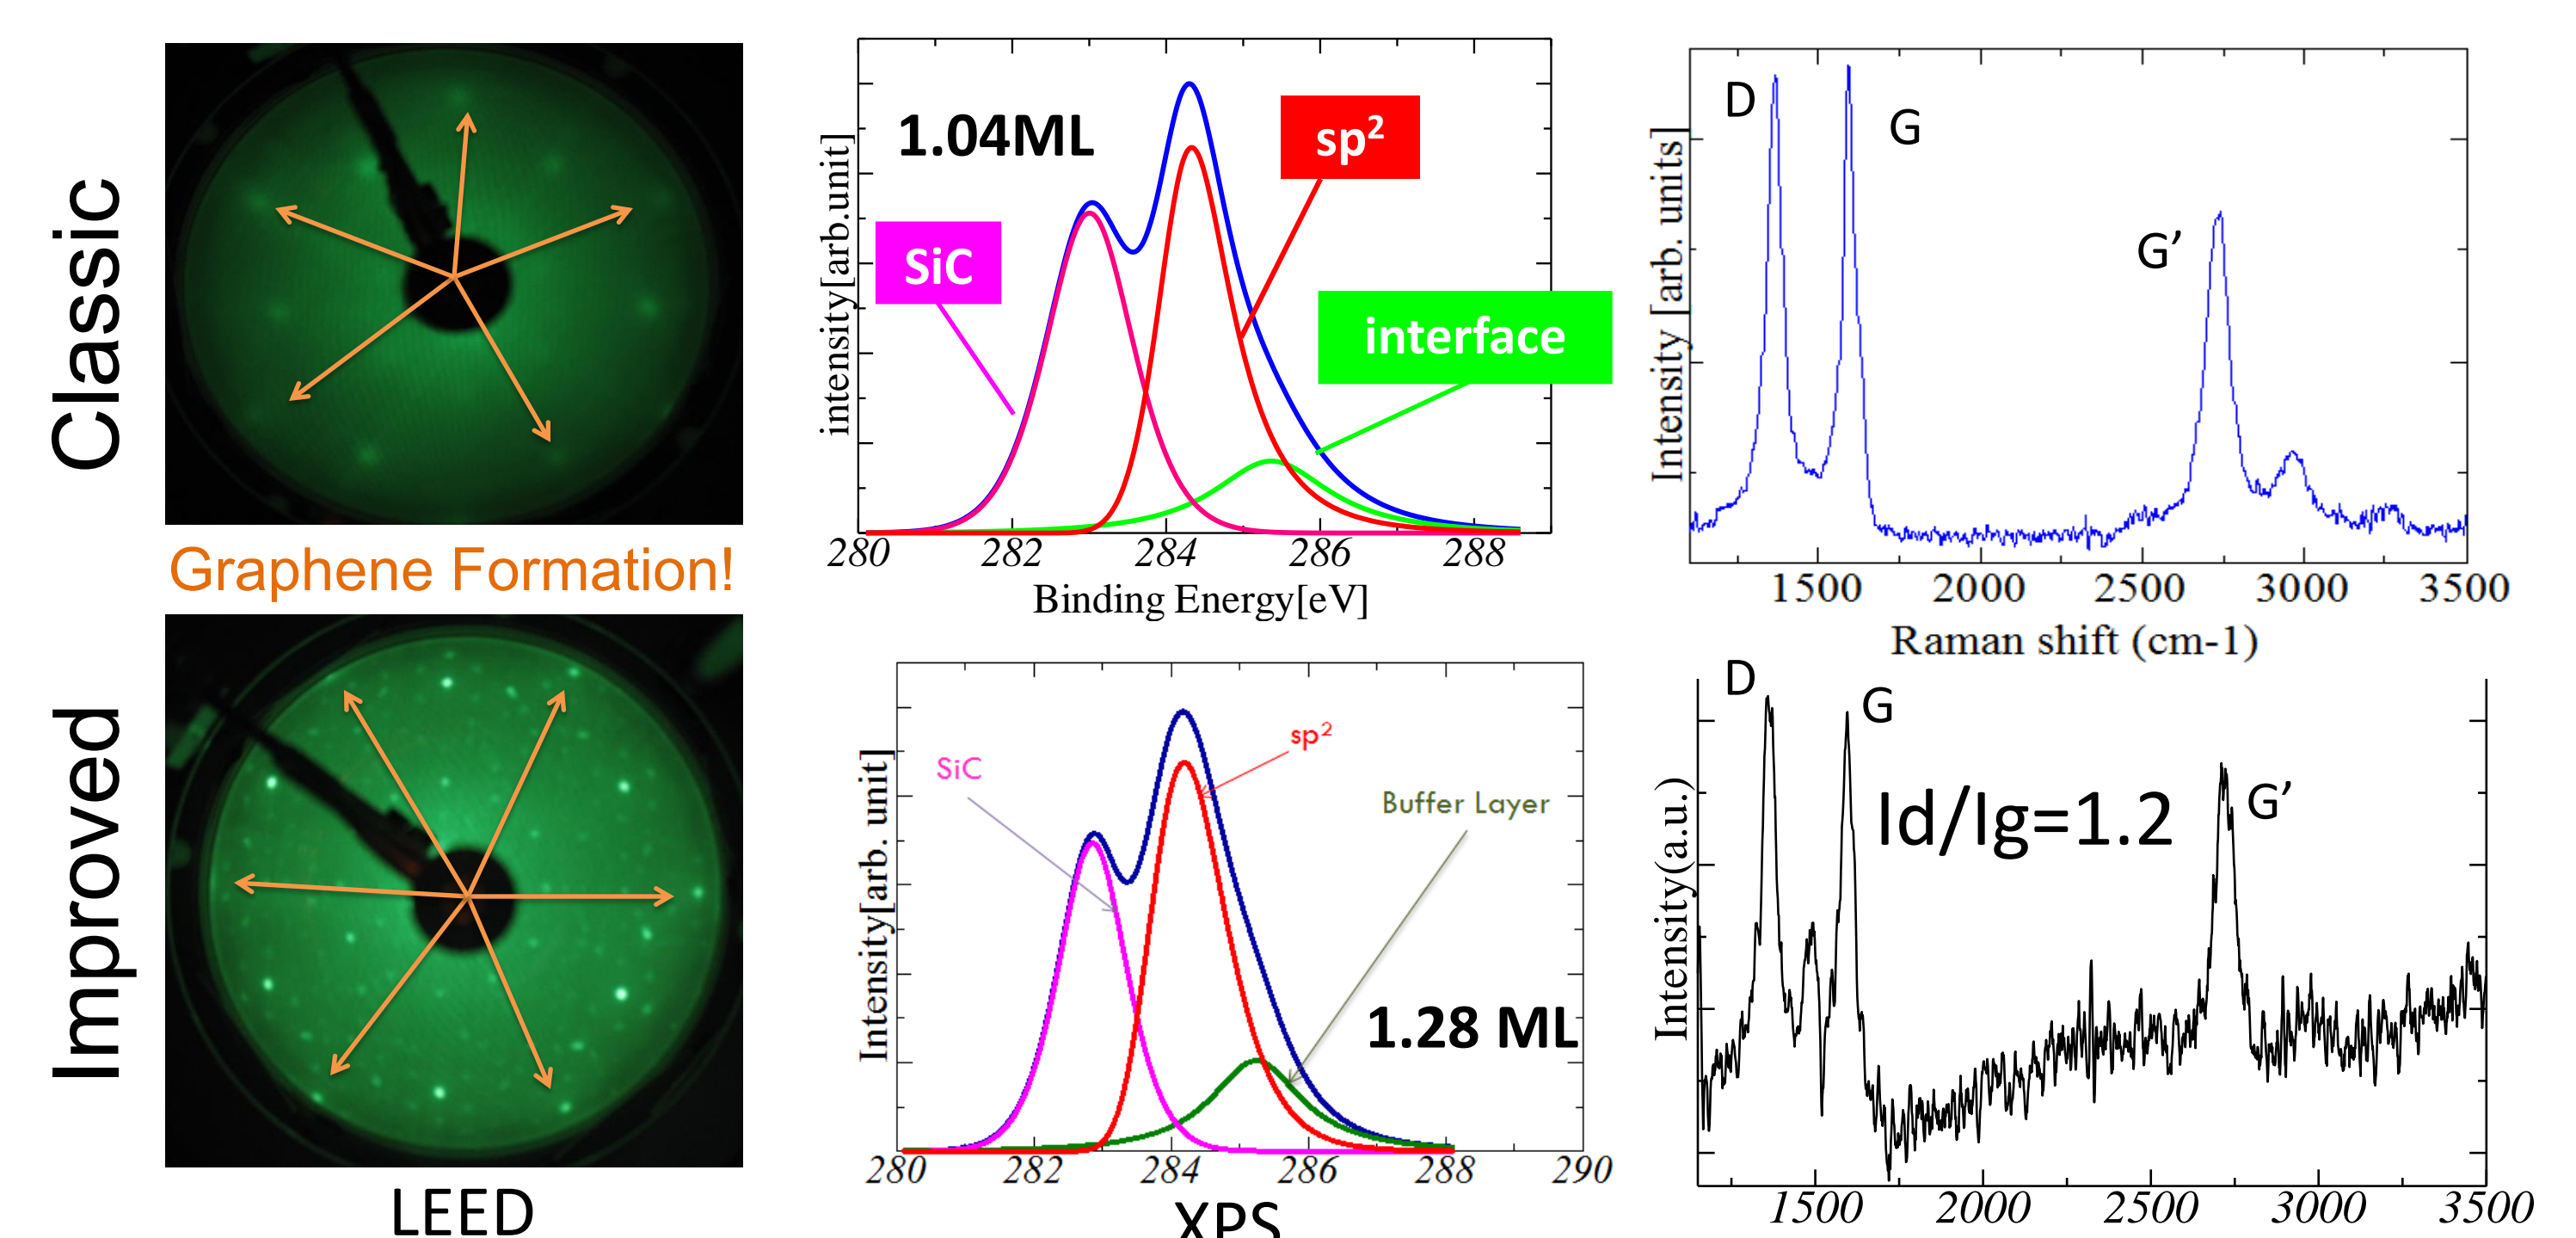 Classic
Graphene Formation!
1.04ML
sp²
SiC
interface
intensity[arb.unit]
280 282 284 286 288
Binding Energy[eV]
D
G
G’
Intensity [arb. units]
1500 2000 2500 3000 3500
Raman shift (cm-1)
Improved
LEED
SiC
sp²
Buffer Layer
1.28 ML
Intensity[arb. unit]
280 282 284 286 288 290
XPS
D
G
Id/Ig=1.2
G’
Intensity(a.u.)
1500 2000 2500 3000 3500